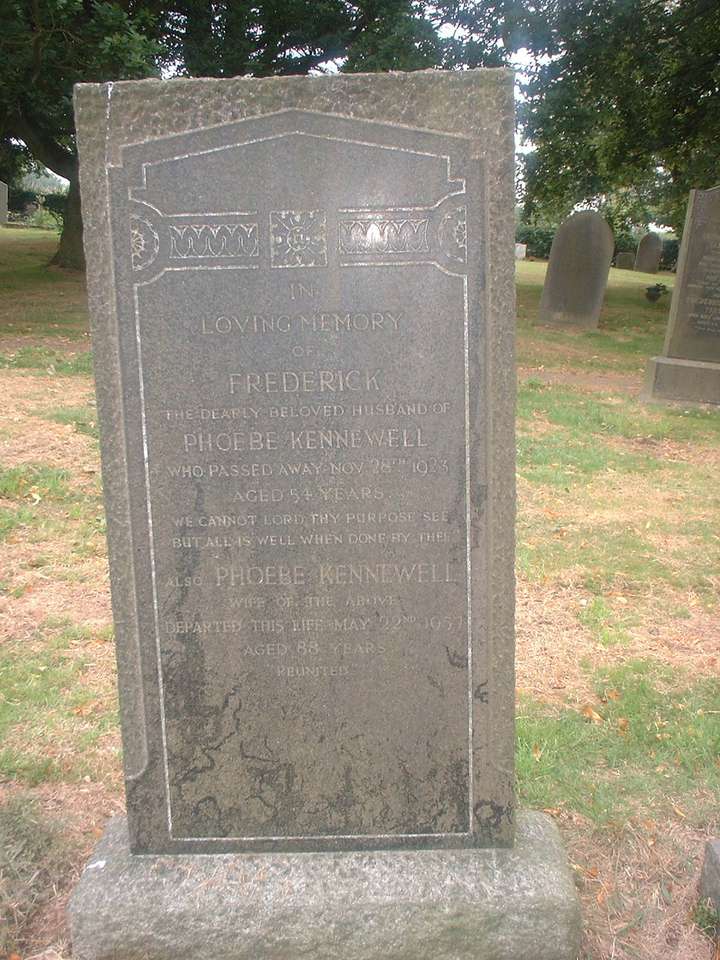 IN
LOVING MEMORY
OF
FREDERICK
THE DEARLY BELOVED HUSBAND OF
PHOEBE KENNEWELL
WHO PASSED AWAY NOV. 28TH 1923
AGED 54 YEARS
WE CANNOT LORD THY PURPOSE SEE
BUT ALL IS WELL WHEN DONE BY THEE
ALSO PHOEBE KENNEWELL
WIFE OF THE ABOVE
DEPARTED THIS LIFE MAY 22ND 1957
AGED 88 YEARS
"REUNITED"